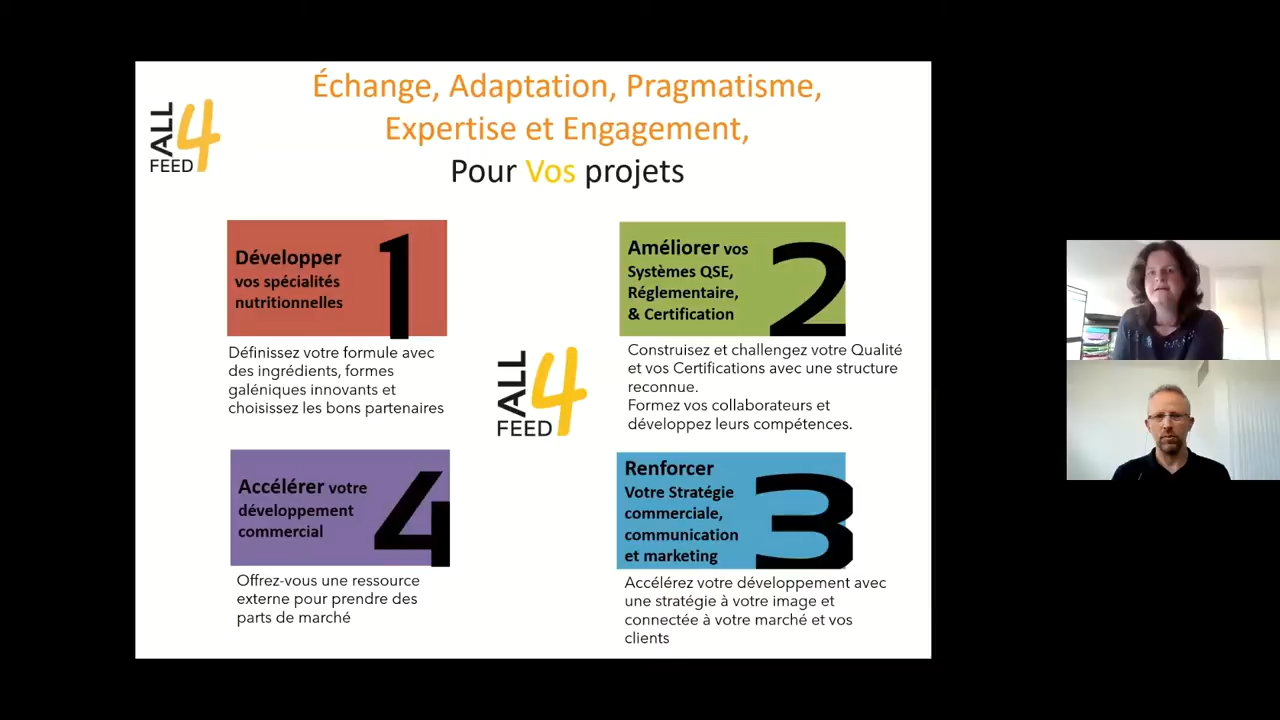 Échange, Adaptation, Pragmatisme,
Expertise et Engagement,
Pour Vos projets
ALL
4
FEED
Développer
vos spécialités
nutritionnelles
1
Définissez votre formule avec
des ingrédients, formes
galéniques innovants et
choisissez les bons partenaires
Améliorer vos
Systèmes QSE,
Réglementaire,
& Certification
2
Construisez et challengez votre Qualité
et vos Certifications avec une structure
reconnue.
Formez vos collaborateurs et
développez leurs compétences.
ALL
4
FEED
Accélérer votre
développement
commercial
4
Offrez-vous une ressource
externe pour prendre des
parts de marché
Renforcer
Votre Stratégie
commerciale,
communication
et marketing
3
Accélérez votre développement avec
une stratégie à votre image et
connectée à votre marché et vos
clients